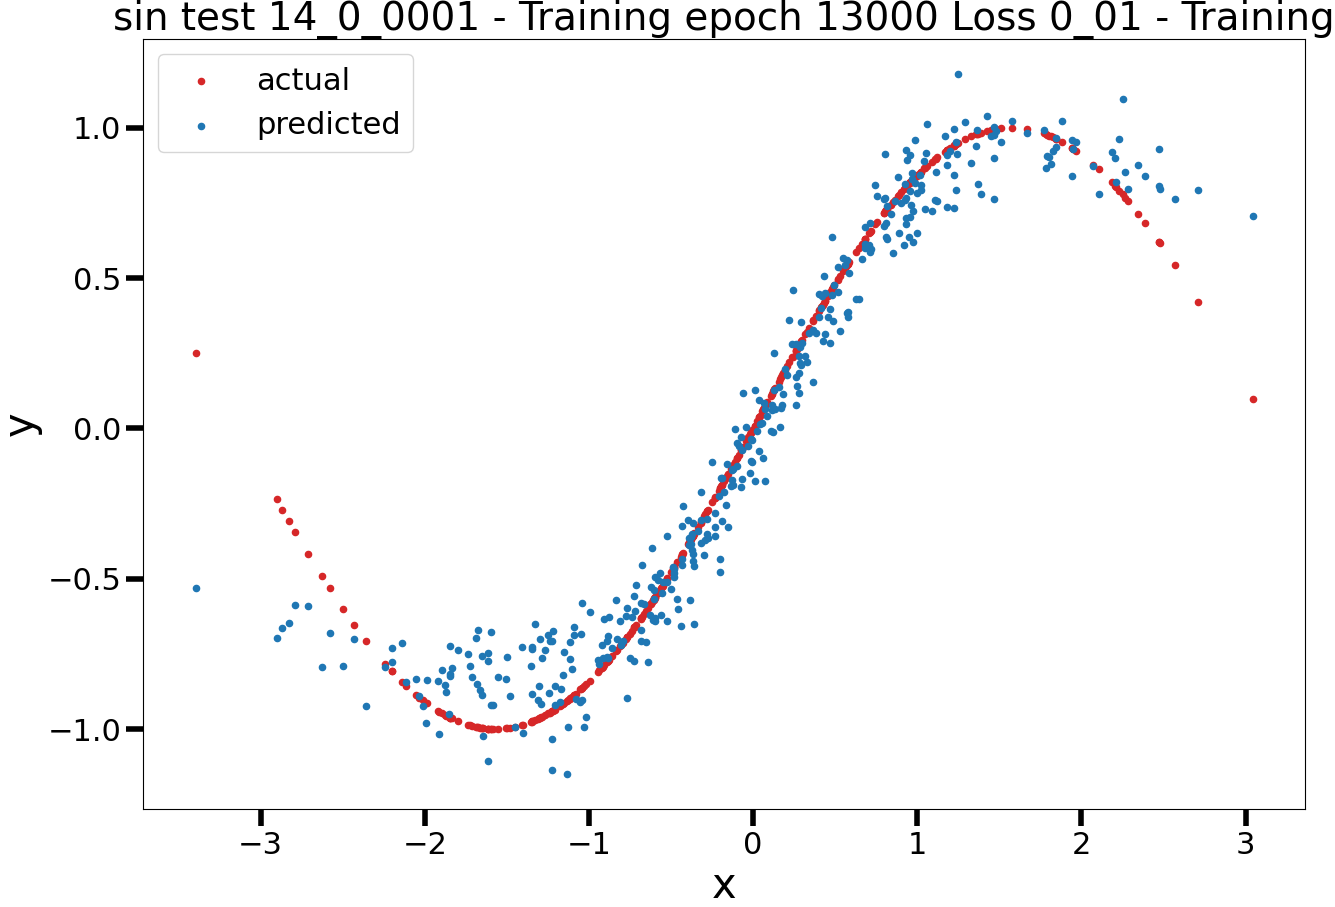 sin test 14_0_0001 - Training epoch 13000 Loss 0_01 - Training
actual
predicted
1.0
0.5
0.0
−0.5
−1.0
y
−3
−2
−1
0
1
2
3
x